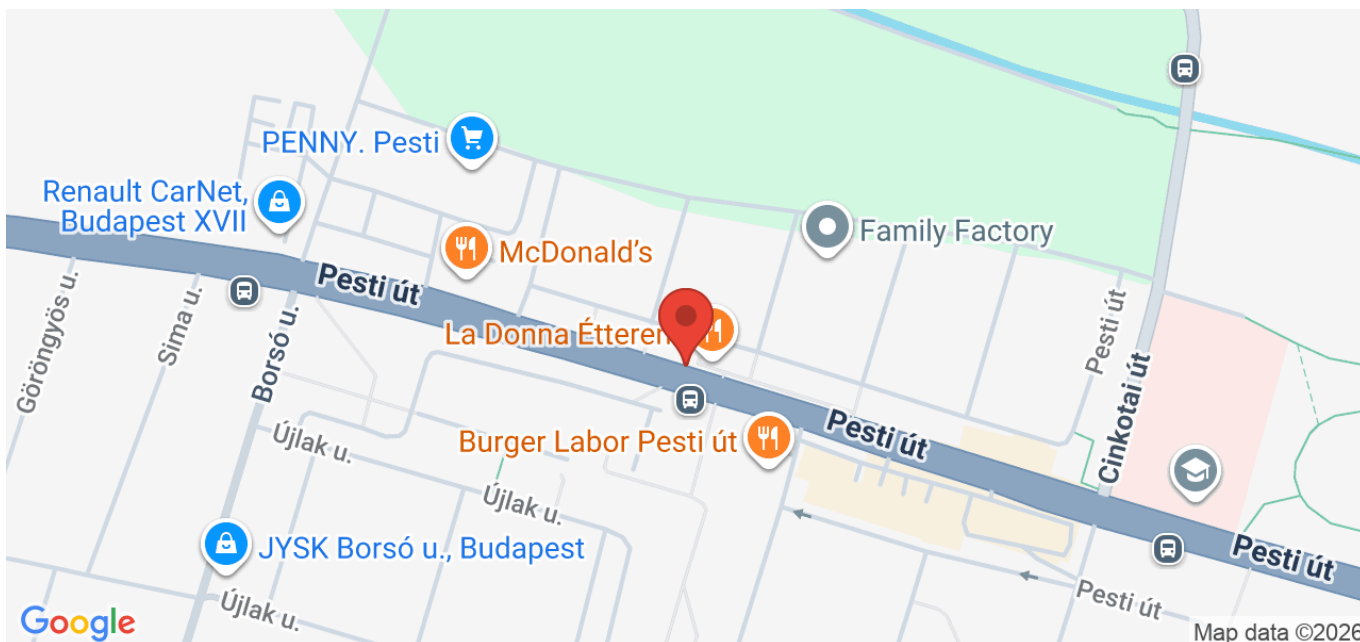 PENNY. Pesti
Renault CarNet,
Budapest XVII
Family Factory
McDonald's
Pesti út
Göröngyös u.
Sima u.
Borsó u.
La Donna Étterem
Pesti út
Cinkotai út
Pesti út
Burger Labor Pesti út
Újlak u.
Újlak u.
JYSK Borsó u., Budapest
Pesti út
Pesti út
Újlak u.
Google
Map data ©2026